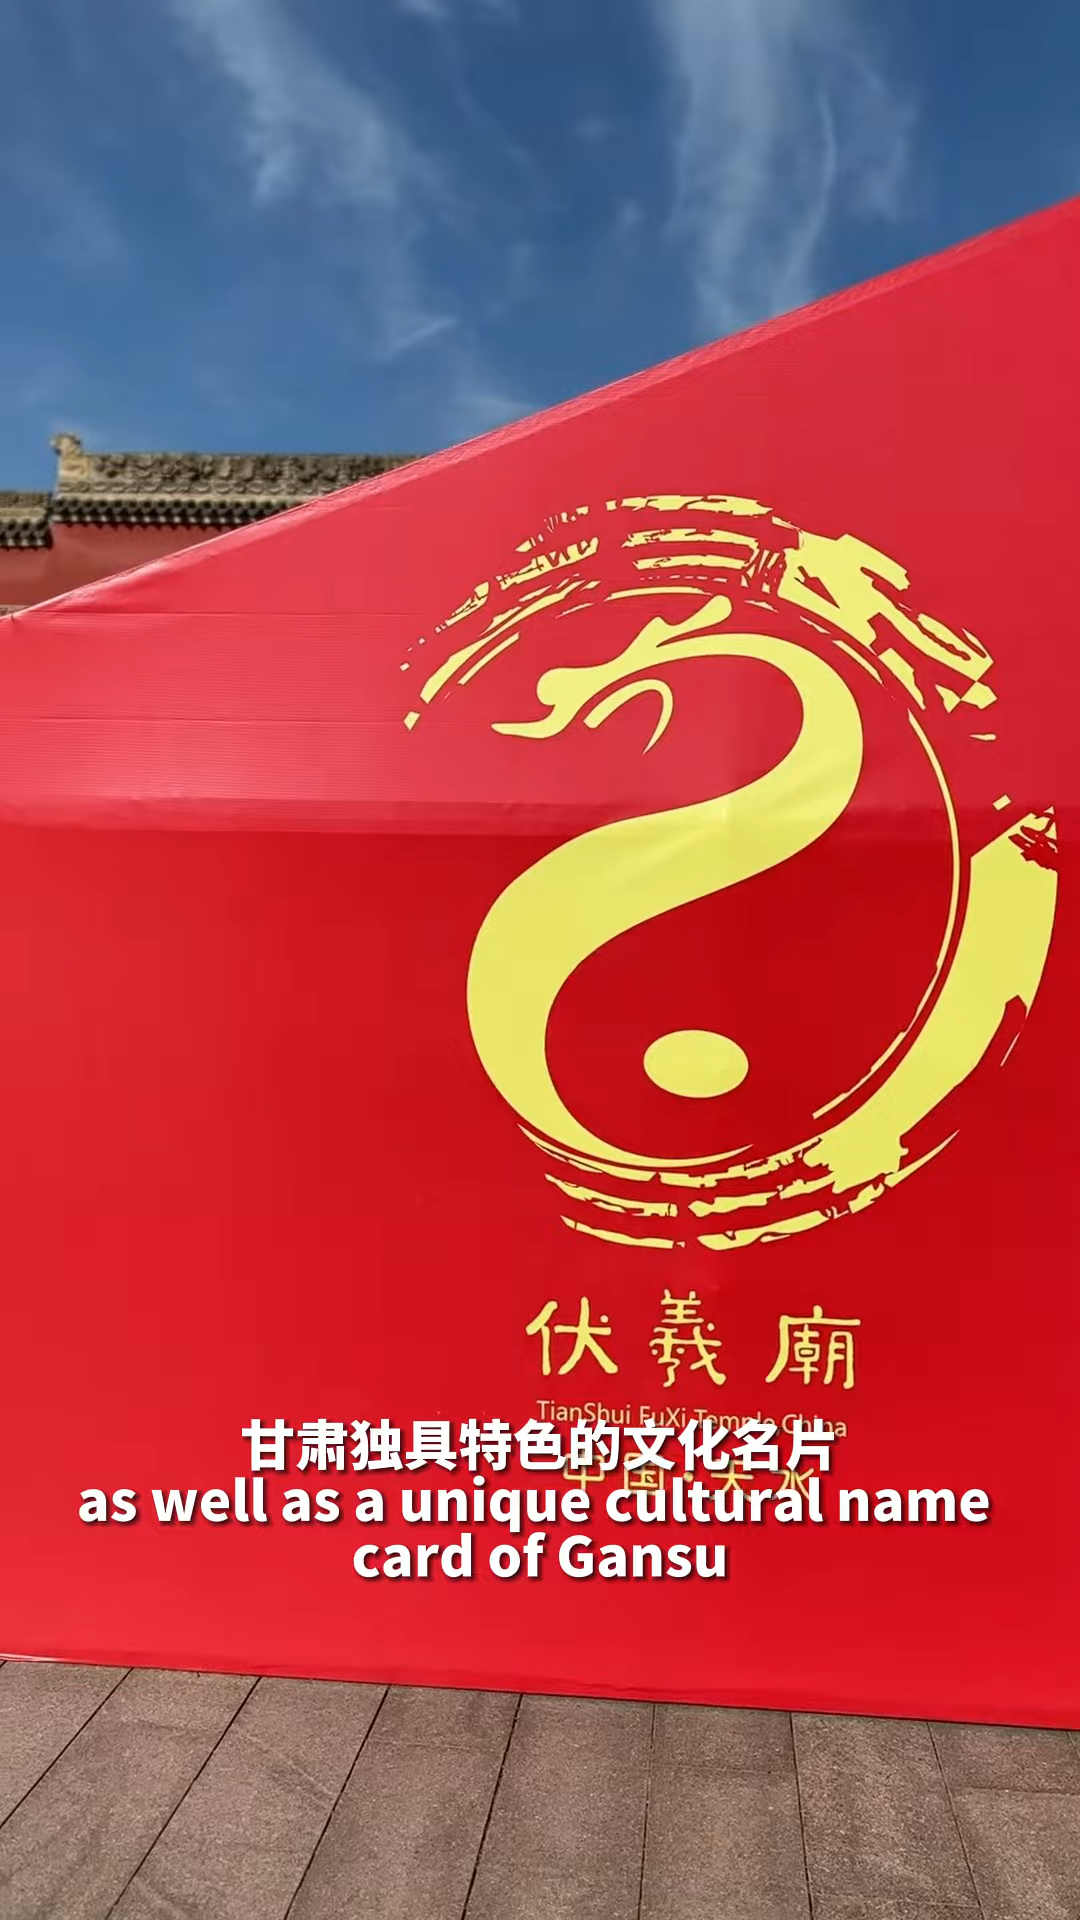 伏羲廟
TianShui FuXi Temple,China
甘肃独具特色的文化名片
中国·天水
as well as a unique cultural name
card of Gansu